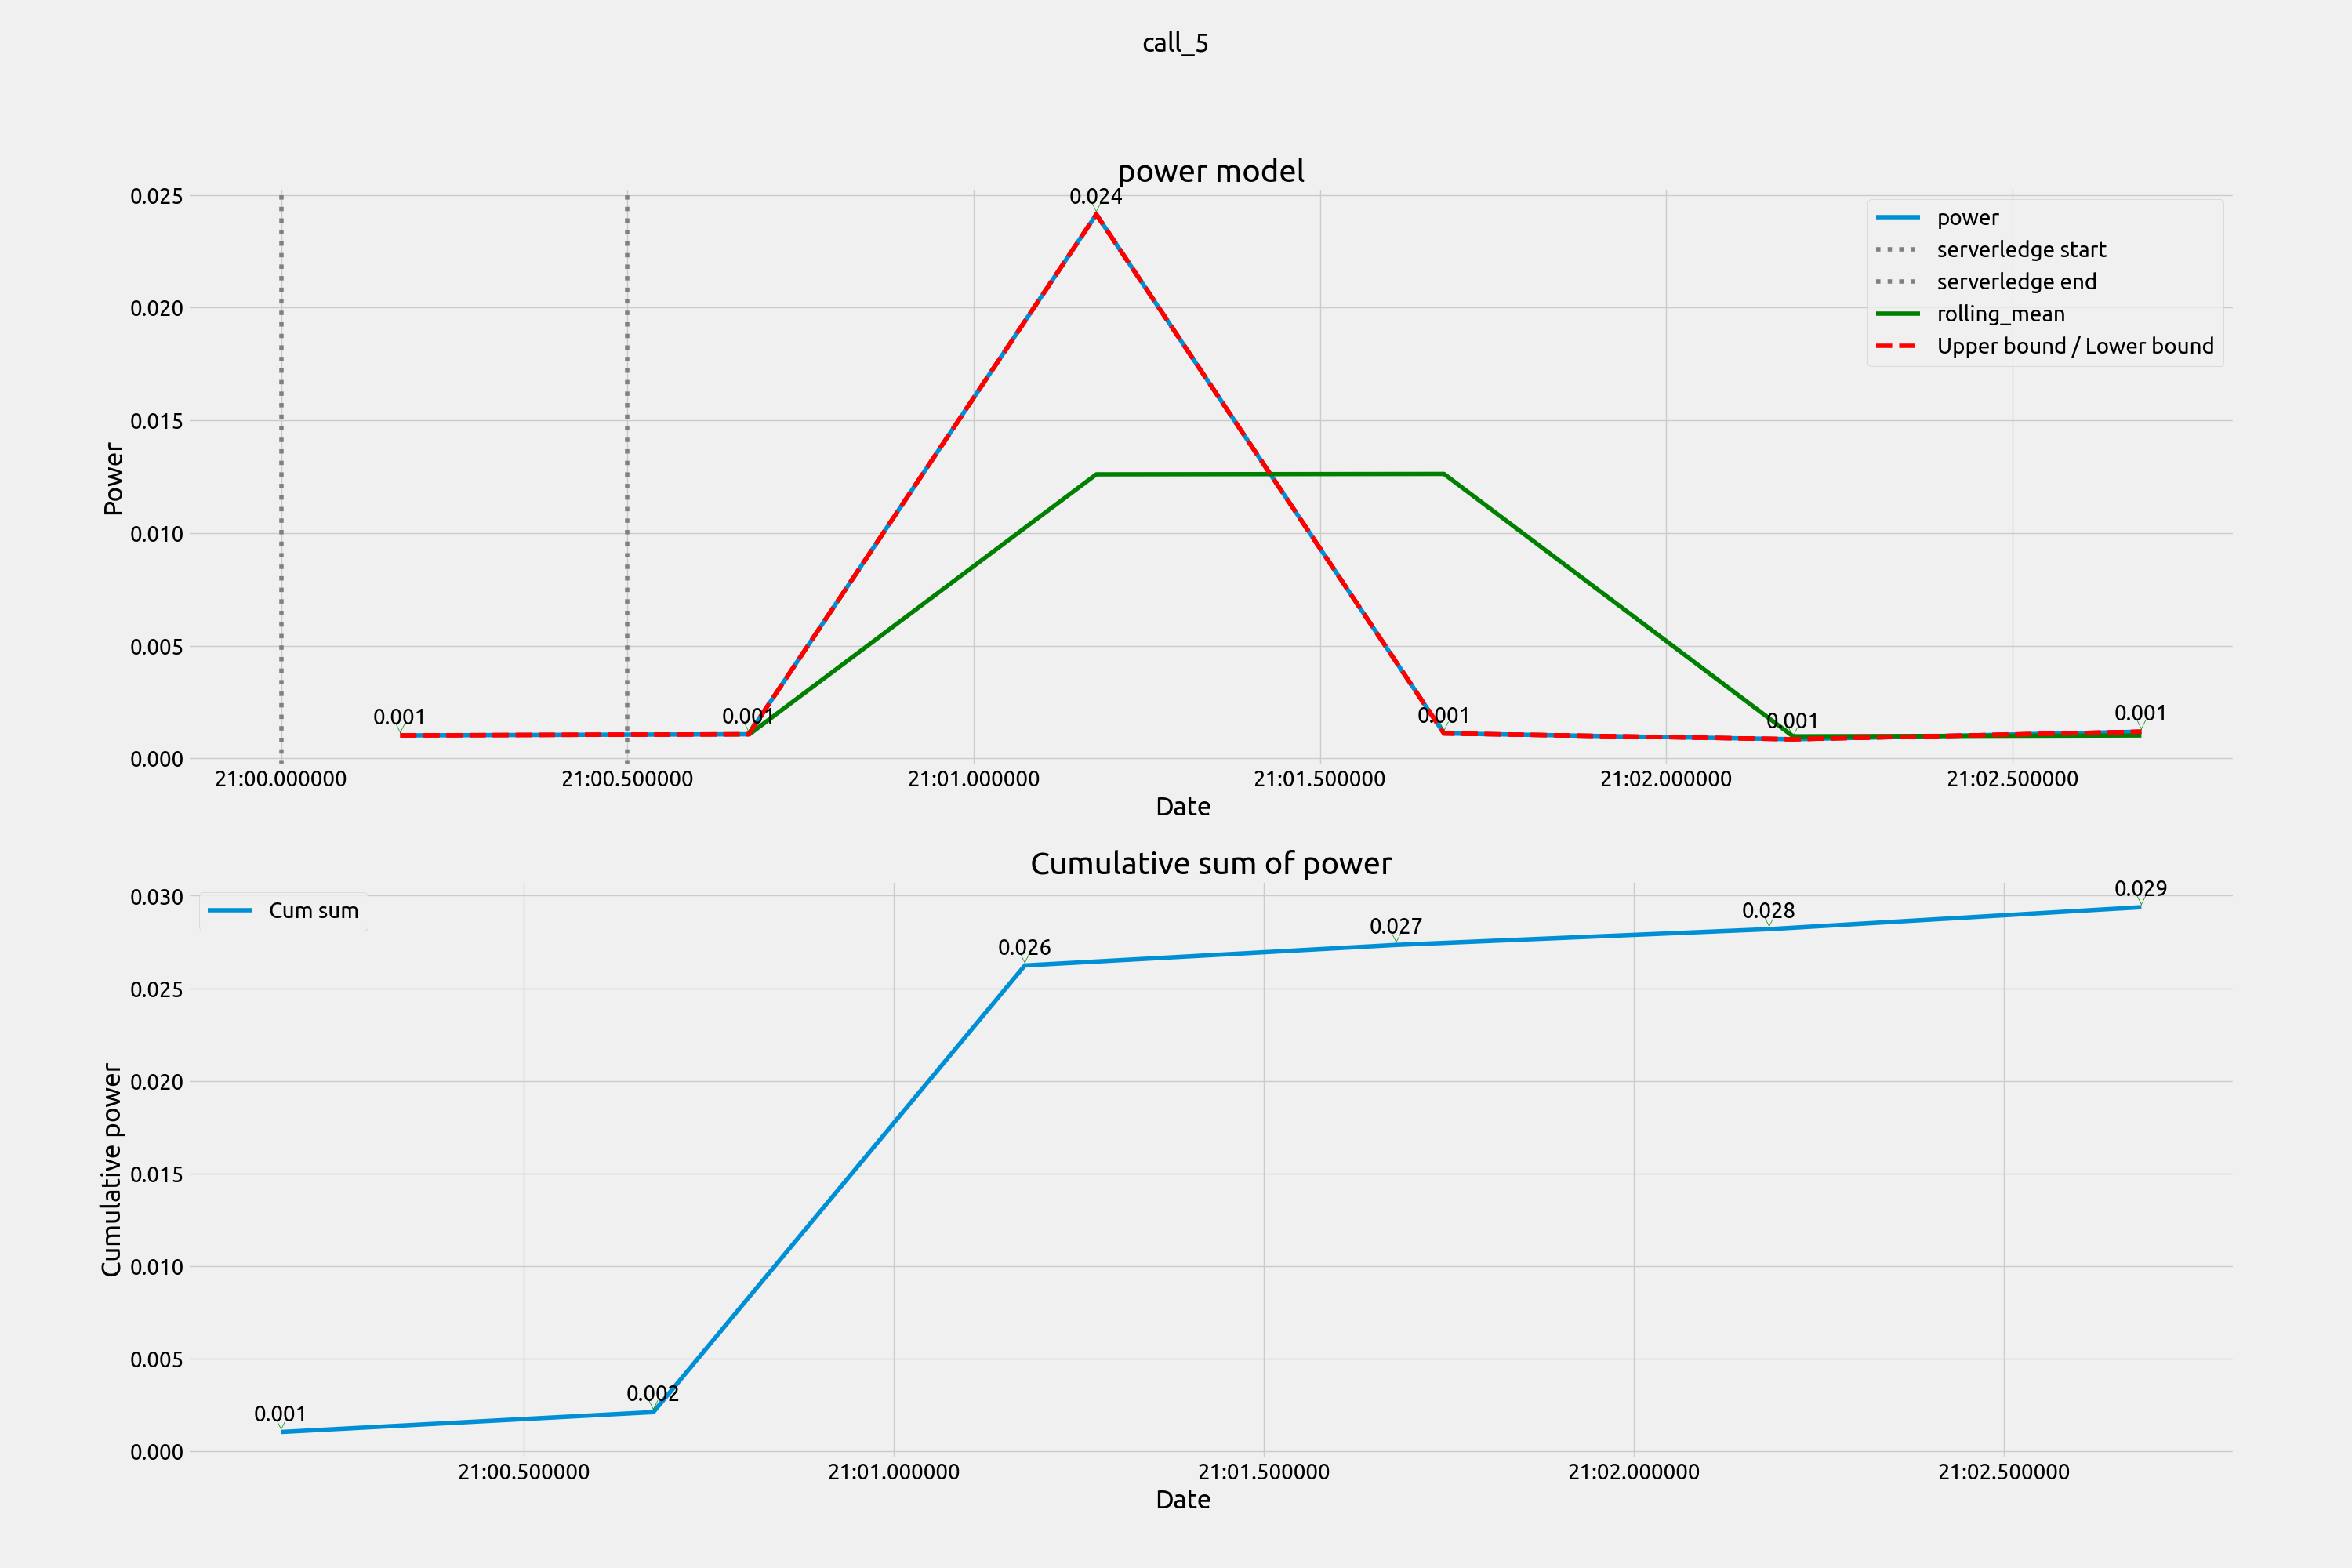 call_5
power model
0.025
0.020
0.015
0.010
0.005
0.000
Power
0.001
0.001
0.024
0.001
0.001
0.001
power
serverledge start
serverledge end
rolling_mean
Upper bound / Lower bound
21:00.000000 21:00.500000 21:01.000000 21:01.500000 21:02.000000 21:02.500000
Date
Cumulative sum of power
0.030
0.025
0.020
0.015
0.010
0.005
0.000
Cumulative power
Cum sum
0.001
0.002
0.026
0.027
0.028
0.029
21:00.500000 21:01.000000 21:01.500000 21:02.000000 21:02.500000
Date